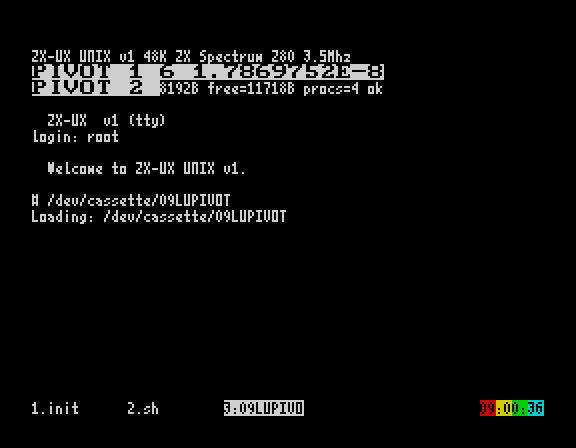 ZX-UX UNIX v1 48K ZX Spectrum Z80 3.5Mhz
PIVOT 1 6 1.7869752E-8
PIVOT 2 8192B free=11718B procs=4 ok
ZX-UX v1 (tty)
login: root
Welcome to ZX-UX UNIX v1.
# /dev/cassette/09LUPIVOT
Loading: /dev/cassette/09LUPIVOT
1.init 2.sh 3.09LUPIVO 09:00:36